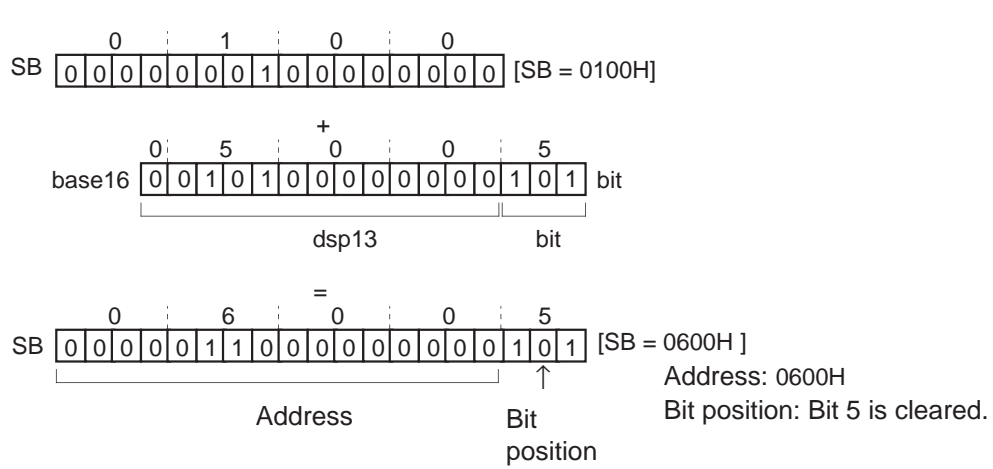 0 1 0 0
SB 0 0 0 0 0 0 0 1 0 0 0 0 0 0 0 0 [SB = 0100H]
+
0 5 0 0 5
base16 0 0 1 0 1 0 0 0 0 0 0 0 0 1 0 1 bit
dsp13 bit
=
0 6 0 0 5
SB 0 0 0 0 0 1 1 0 0 0 0 0 0 0 0 0 1 0 1 [SB = 0600H ]
Address: 0600H
Address Bit Bit position: Bit 5 is cleared.
position